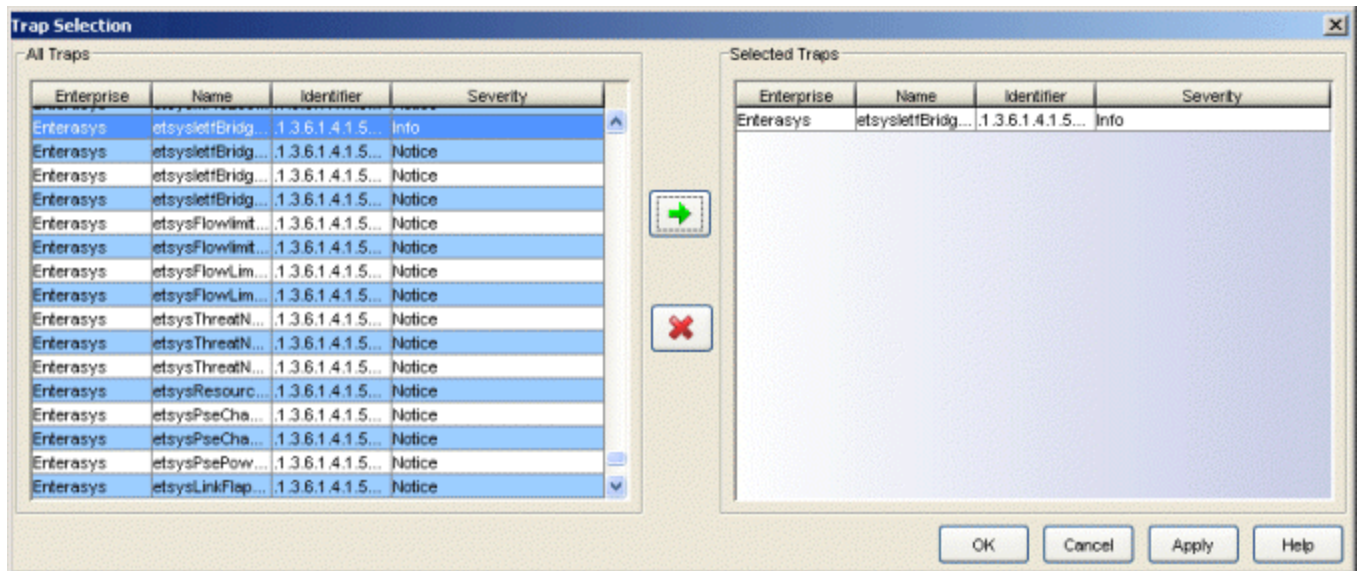 Trap Selection
All Traps
Enterprise Name Identifier Severity
Enterasys etsysIetfBridg... .1.3.6.1.4.1.5... Info
Enterasys etsysIetfBridg... .1.3.6.1.4.1.5... Notice
Enterasys etsysIetfBridg... .1.3.6.1.4.1.5... Notice
Enterasys etsysIetfBridg... .1.3.6.1.4.1.5... Notice
Enterasys etsysFlowlimit... .1.3.6.1.4.1.5... Notice
Enterasys etsysFlowlimit... .1.3.6.1.4.1.5... Notice
Enterasys etsysFlowLim... .1.3.6.1.4.1.5... Notice
Enterasys etsysFlowLim... .1.3.6.1.4.1.5... Notice
Enterasys etsysThreatN... .1.3.6.1.4.1.5... Notice
Enterasys etsysThreatN... .1.3.6.1.4.1.5... Notice
Enterasys etsysThreatN... .1.3.6.1.4.1.5... Notice
Enterasys etsysResourc... .1.3.6.1.4.1.5... Notice
Enterasys etsysPseCha... .1.3.6.1.4.1.5... Notice
Enterasys etsysPseCha... .1.3.6.1.4.1.5... Notice
Enterasys etsysPsePow... .1.3.6.1.4.1.5... Notice
Enterasys etsysLinkFlap... .1.3.6.1.4.1.5... Notice
Selected Traps
Enterprise Name Identifier Severity
Enterasys etsysIetfBridg... .1.3.6.1.4.1.5... Info
OK Cancel Apply Help